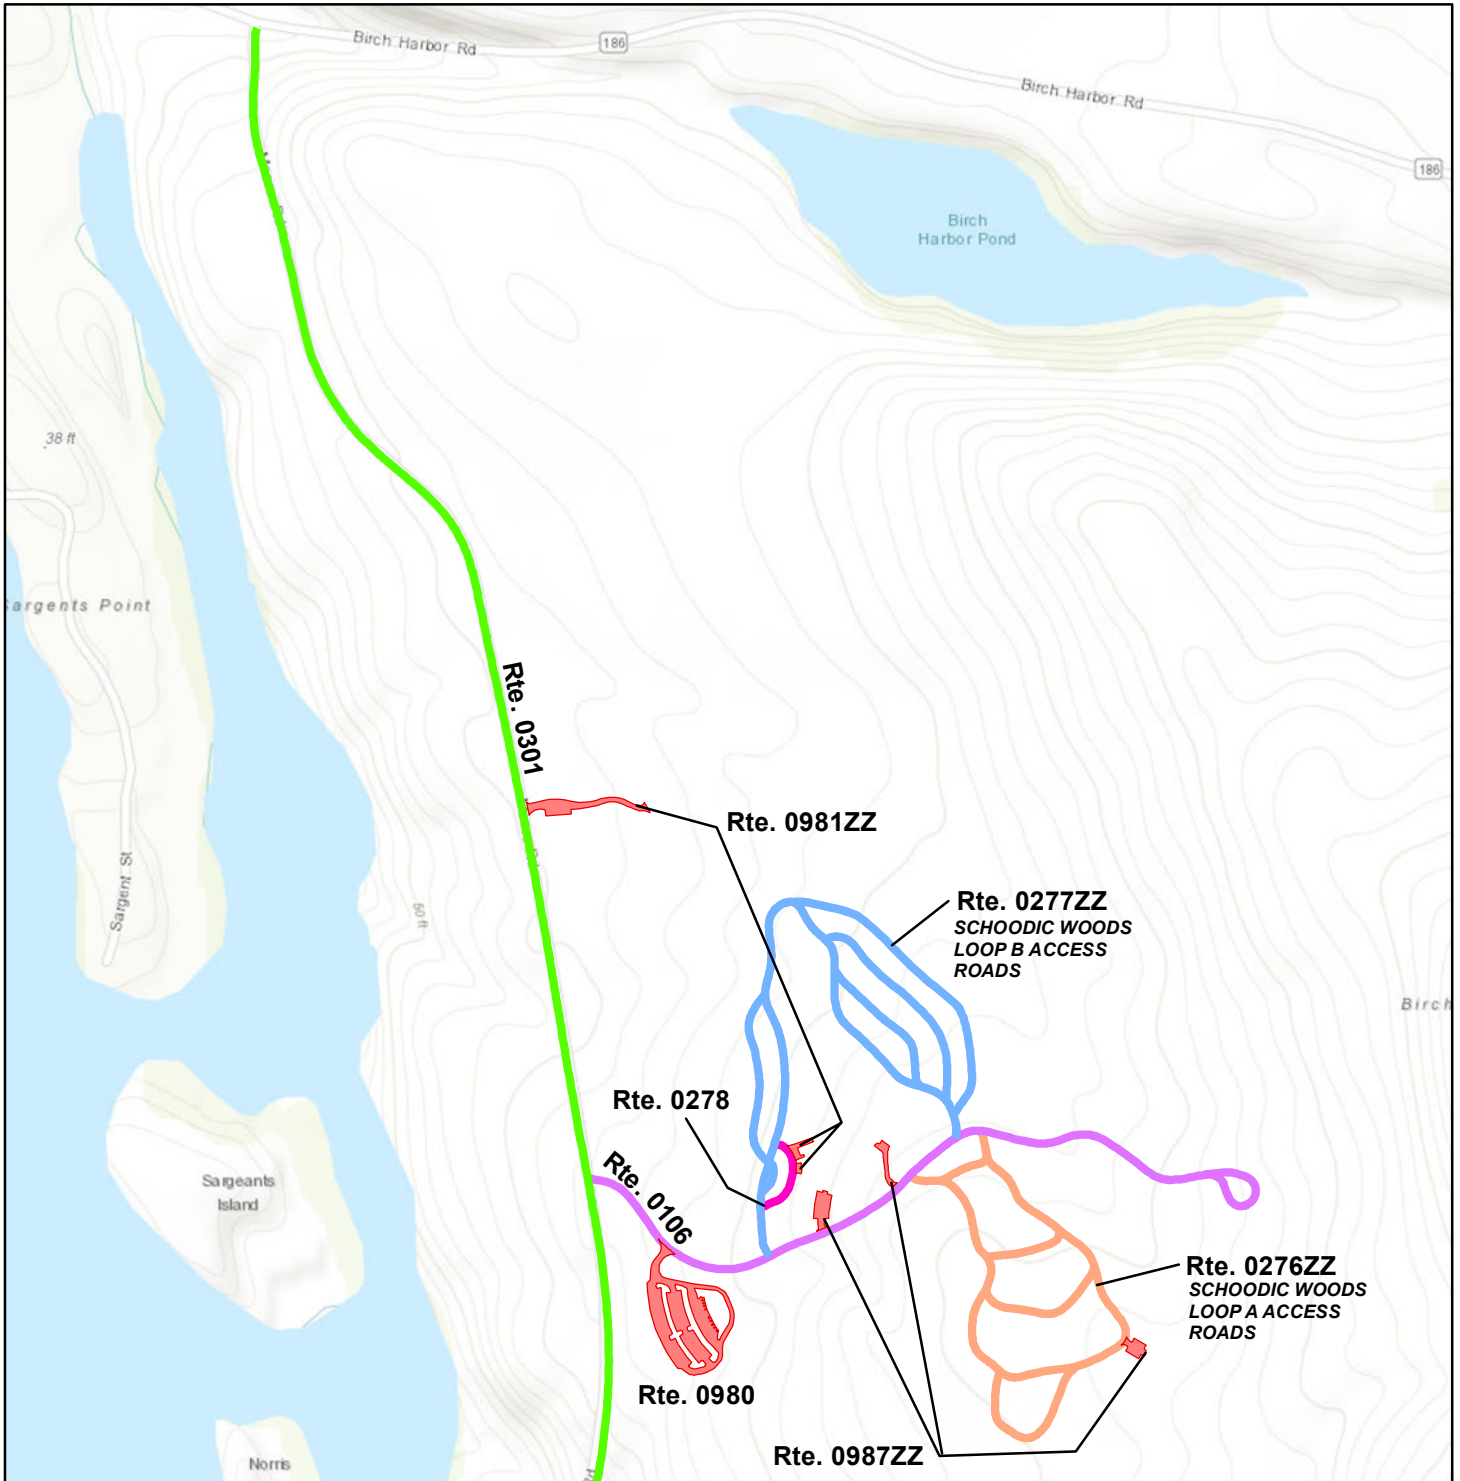 Birch Harbor Rd
186
Birch Harbor Rd
186
Birch
Harbor Pond
38 ft
Sargents Point
Rte. 0301
Rte. 0981ZZ
Sargent St
60 ft
Rte. 0277ZZ
SCHOODIC WOODS
LOOP B ACCESS
ROADS
Birch
Rte. 0278
Rte. 0106
Sargeants
Island
Rte. 0276ZZ
SCHOODIC WOODS
LOOP A ACCESS
ROADS
Rte. 0980
Rte. 0987ZZ
Norris
Rd